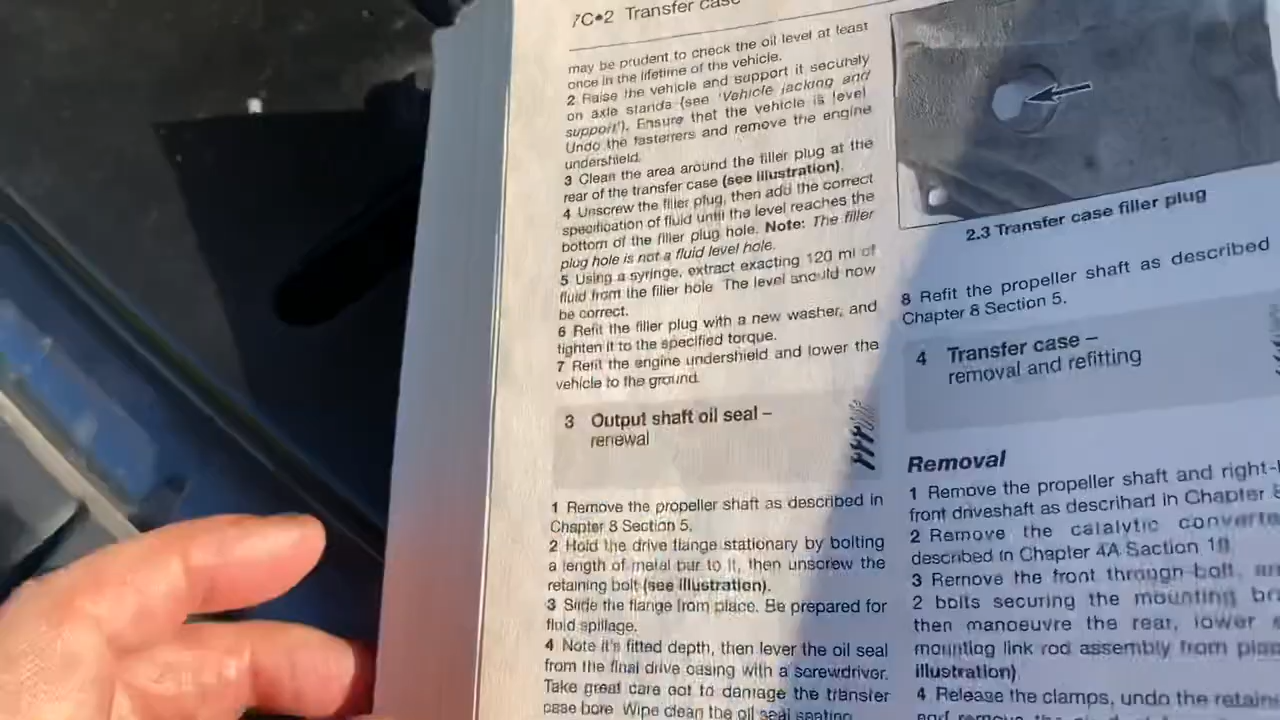 7C•2 Transfer case
may be prudent to check the oil level at least
once in the lifetime of the vehicle.
2 Raise the vehicle and support it securely
on axle stands (see 'Vehicle jacking and
support'). Ensure that the vehicle is level
Undo the fasteners and remove the engine
undershield.
3 Clean the area around the filler plug at the
rear of the transfer case (see illustration).
4 Unscrew the filler plug, then add the correct
specification of fluid until the level reaches the
bottom of the filler plug hole. Note: The filler
plug hole is not a fluid level hole.
5 Using a syringe, extract exacting 120 ml of
fluid from the filler hole The level should now
be correct.
6 Refit the filler plug with a new washer, and
tighten it to the specified torque.
7 Refit the engine undershield and lower the
vehicle to the ground.
3 Output shaft oil seal –
renewal
1 Remove the propeller shaft as described in
Chapter 8 Section 5.
2 Hold the drive flange stationary by bolting
a length of metal bar to it, then unscrew the
retaining bolt (see illustration).
3 Slide the flange from place. Be prepared for
fluid spillage.
4 Note it's fitted depth, then lever the oil seal
from the final drive casing with a screwdriver.
Take great care not to damage the transfer
case bore Wipe clean the oil seal seating
2.3 Transfer case filler plug
8 Refit the propeller shaft as described
Chapter 8 Section 5.
4 Transfer case –
removal and refitting
Removal
1 Remove the propeller shaft and right-
front driveshaft as described in Chapter
2 Remove the catalytic converte
described in Chapter 4A Section
3 Remove the front through-bolt,
2 bolts securing the mounting
then manoeuvre the rear, lower
mounting link rod assembly from
illustration)
4 Release the clamps, undo the
and remove the